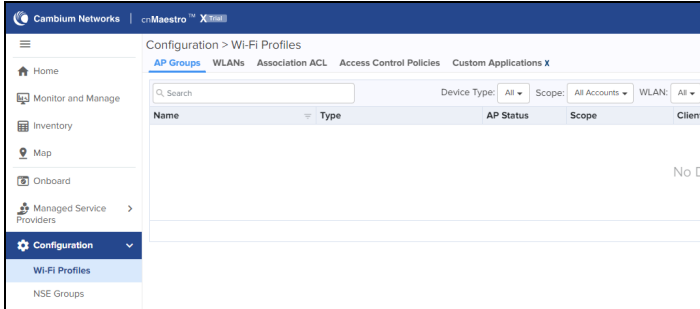 Cambium Networks | cnMaestro™ X Trial
Configuration > Wi-Fi Profiles
AP Groups WLANs Association ACL Access Control Policies Custom Applications X
Home
Monitor and Manage
Inventory
Map
Onboard
Managed Service
Providers
Configuration
Wi-Fi Profiles
NSE Groups
Search
Device Type: All Scope: All Accounts WLAN: All
Name Type AP Status Scope Client
No D